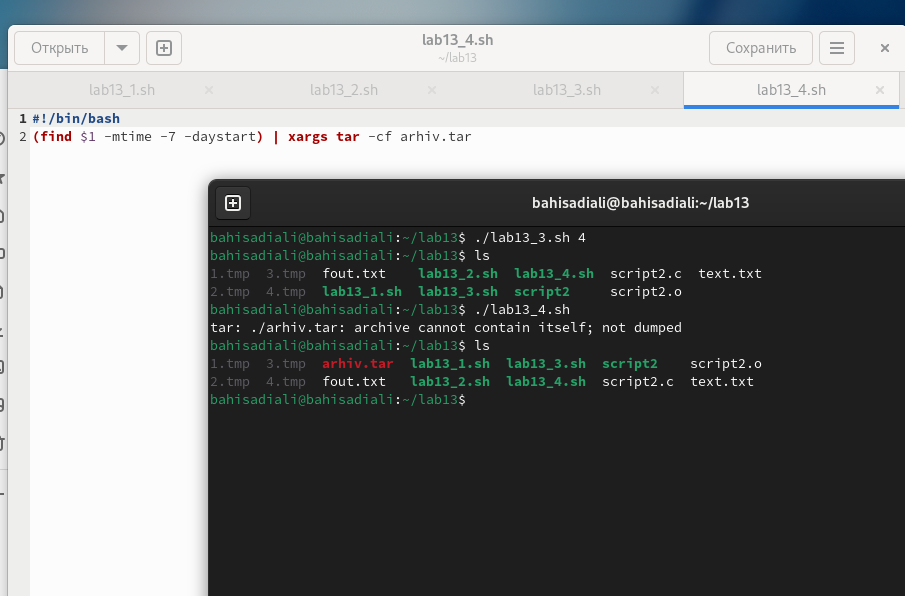 Открыть
lab13_4.sh
~/lab13
Сохранить
lab13_1.sh
lab13_2.sh
lab13_3.sh
lab13_4.sh
1 #!/bin/bash
2 (find $1 -mtime -7 -daystart) | xargs tar -cf arhiv.tar
bahisadiali@bahisadiali:~/lab13
bahisadiali@bahisadiali:~/lab13$ ./lab13_3.sh 4
bahisadiali@bahisadiali:~/lab13$ ls
1.tmp 3.tmp fout.txt lab13_2.sh lab13_4.sh script2.c text.txt
2.tmp 4.tmp lab13_1.sh lab13_3.sh script2 script2.o
bahisadiali@bahisadiali:~/lab13$ ./lab13_4.sh
tar: ./arhiv.tar: archive cannot contain itself; not dumped
bahisadiali@bahisadiali:~/lab13$ ls
1.tmp 3.tmp arhiv.tar lab13_1.sh lab13_3.sh script2 script2.o
2.tmp 4.tmp fout.txt lab13_2.sh lab13_4.sh script2.c text.txt
bahisadiali@bahisadiali:~/lab13$